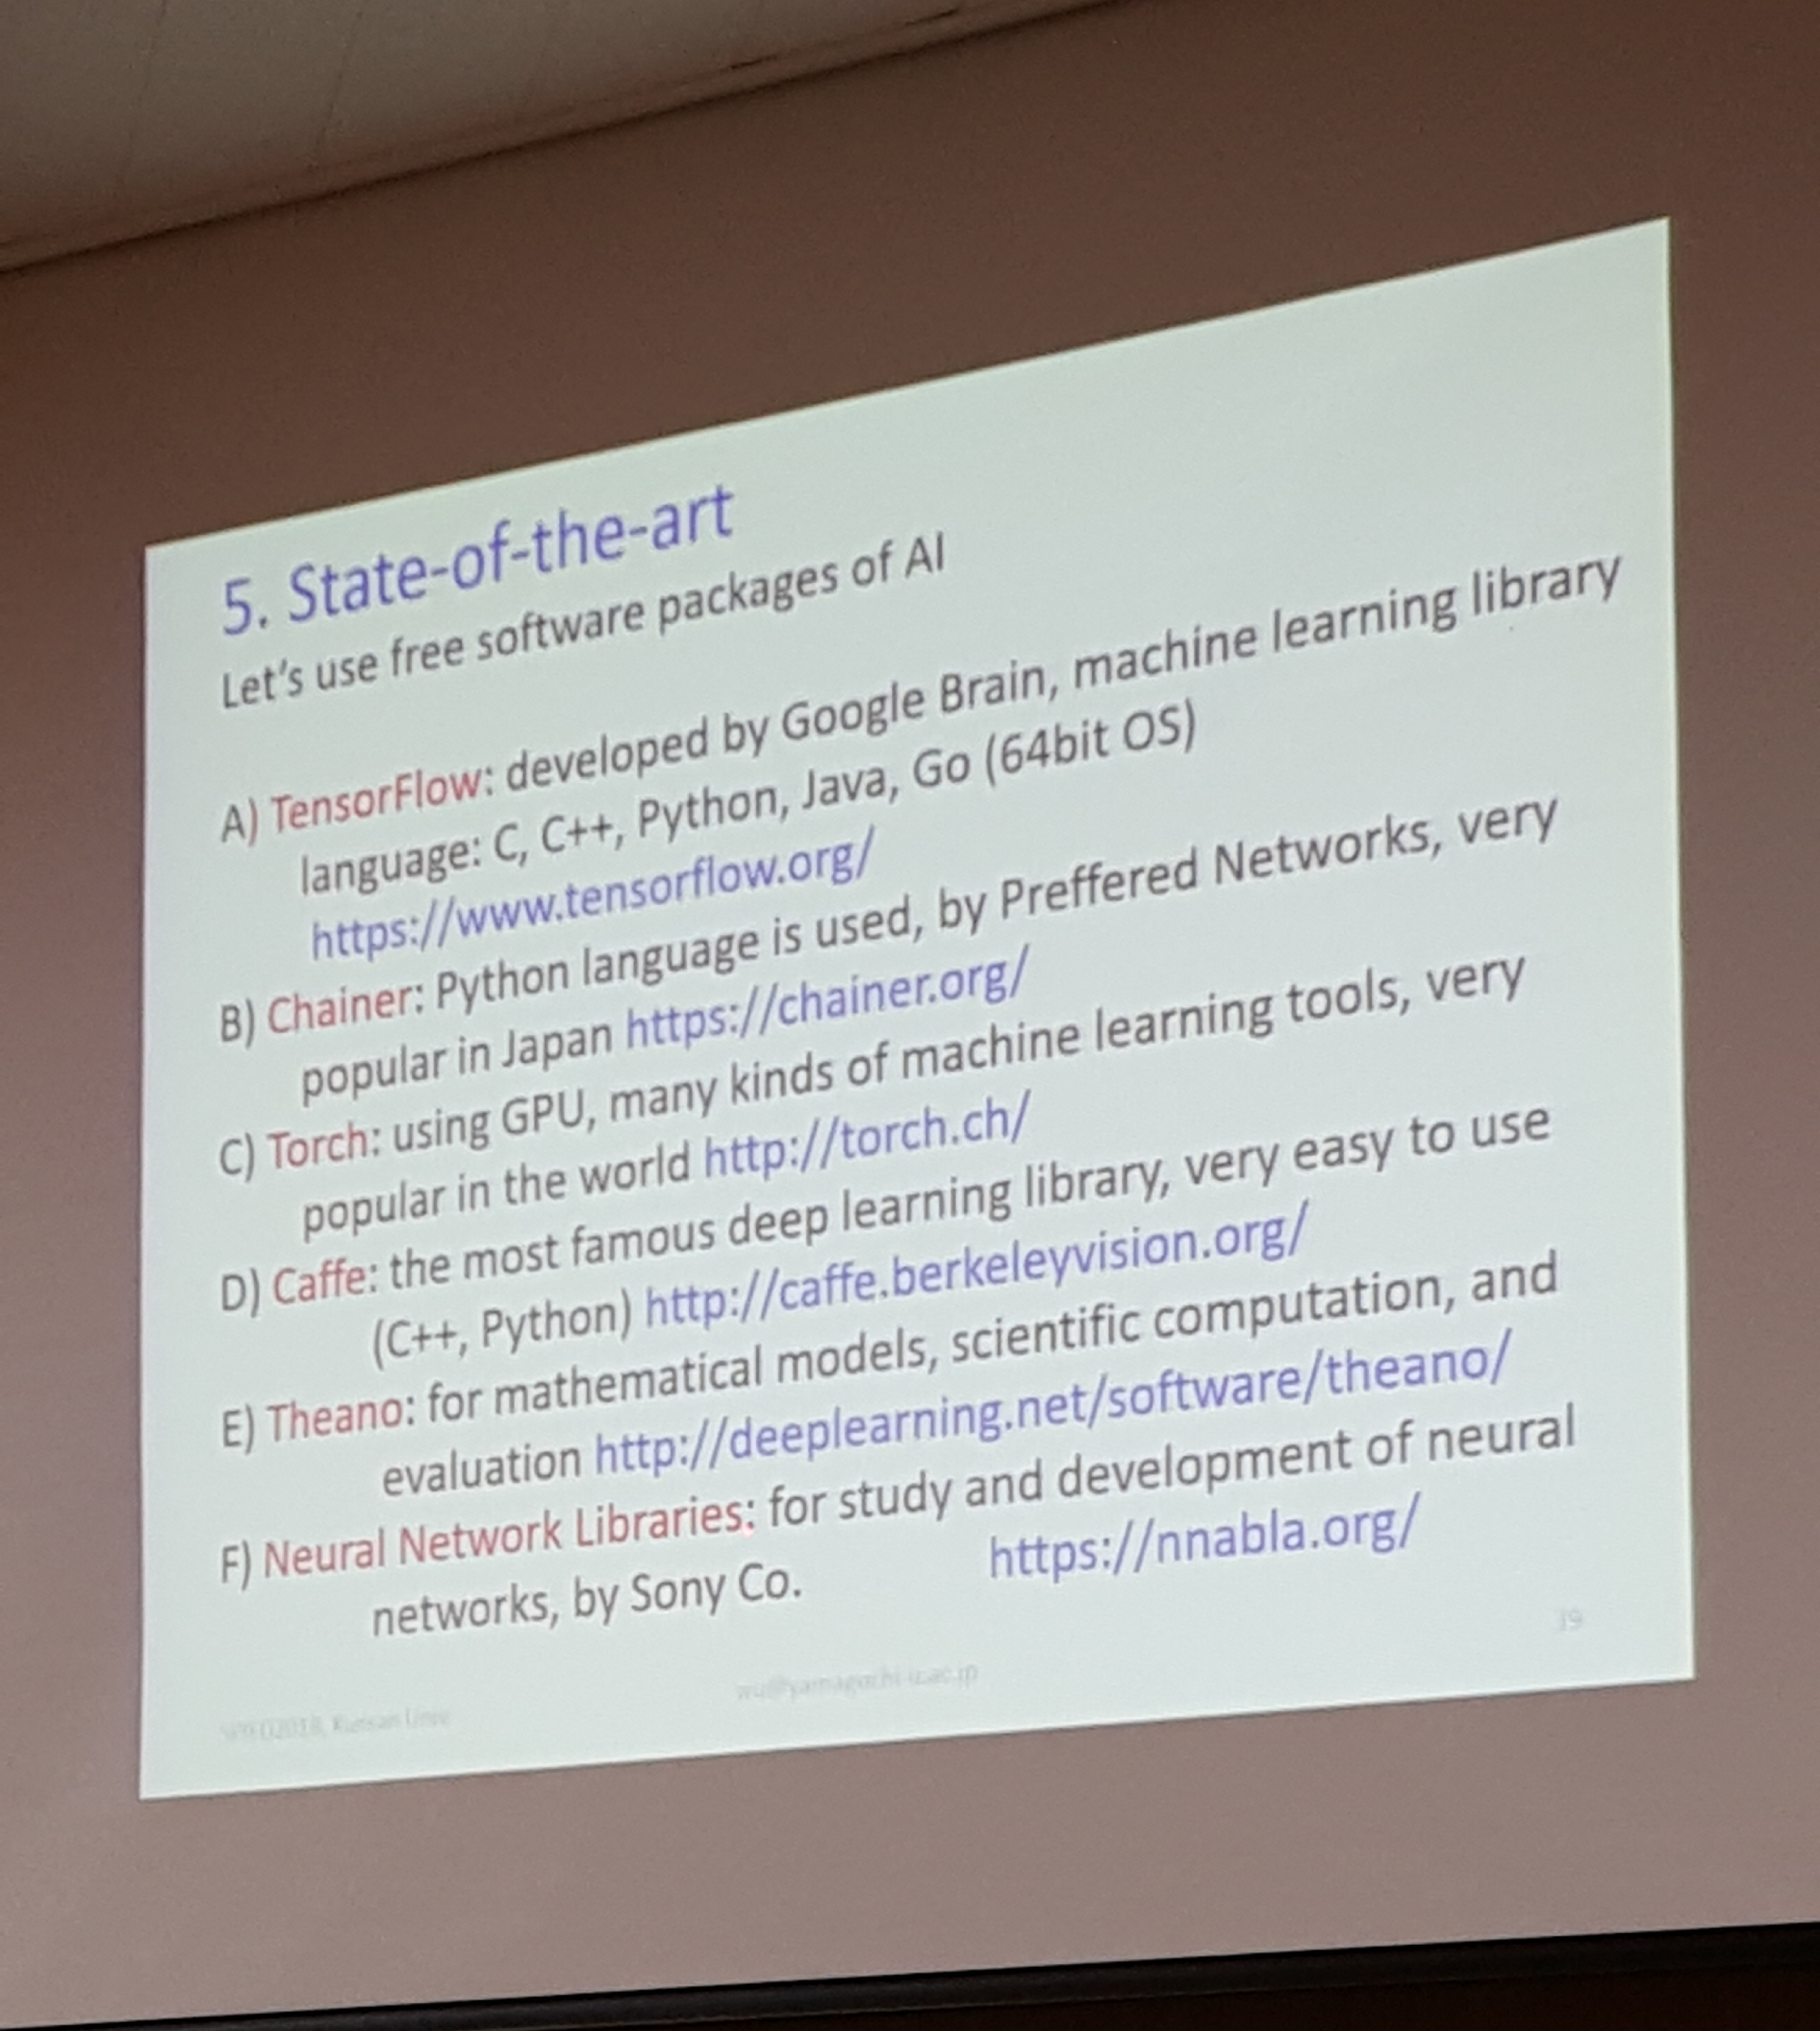 5. State-of-the-art
Let's use free software packages of AI
A) TensorFlow: developed by Google Brain, machine learning library
language: C, C++, Python, Java, Go (64bit OS)
https://www.tensorflow.org/
B) Chainer: Python language is used, by Preffered Networks, very
popular in Japan https://chainer.org/
C) Torch: using GPU, many kinds of machine learning tools, very
popular in the world http://torch.ch/
D) Caffe: the most famous deep learning library, very easy to use
(C++, Python) http://caffe.berkeleyvision.org/
E) Theano: for mathematical models, scientific computation, and
evaluation http://deeplearning.net/software/theano/
F) Neural Network Libraries: for study and development of neural
networks, by Sony Co. https://nnabla.org/
19
wu@yamaguchi-u.ac.jp
Univ